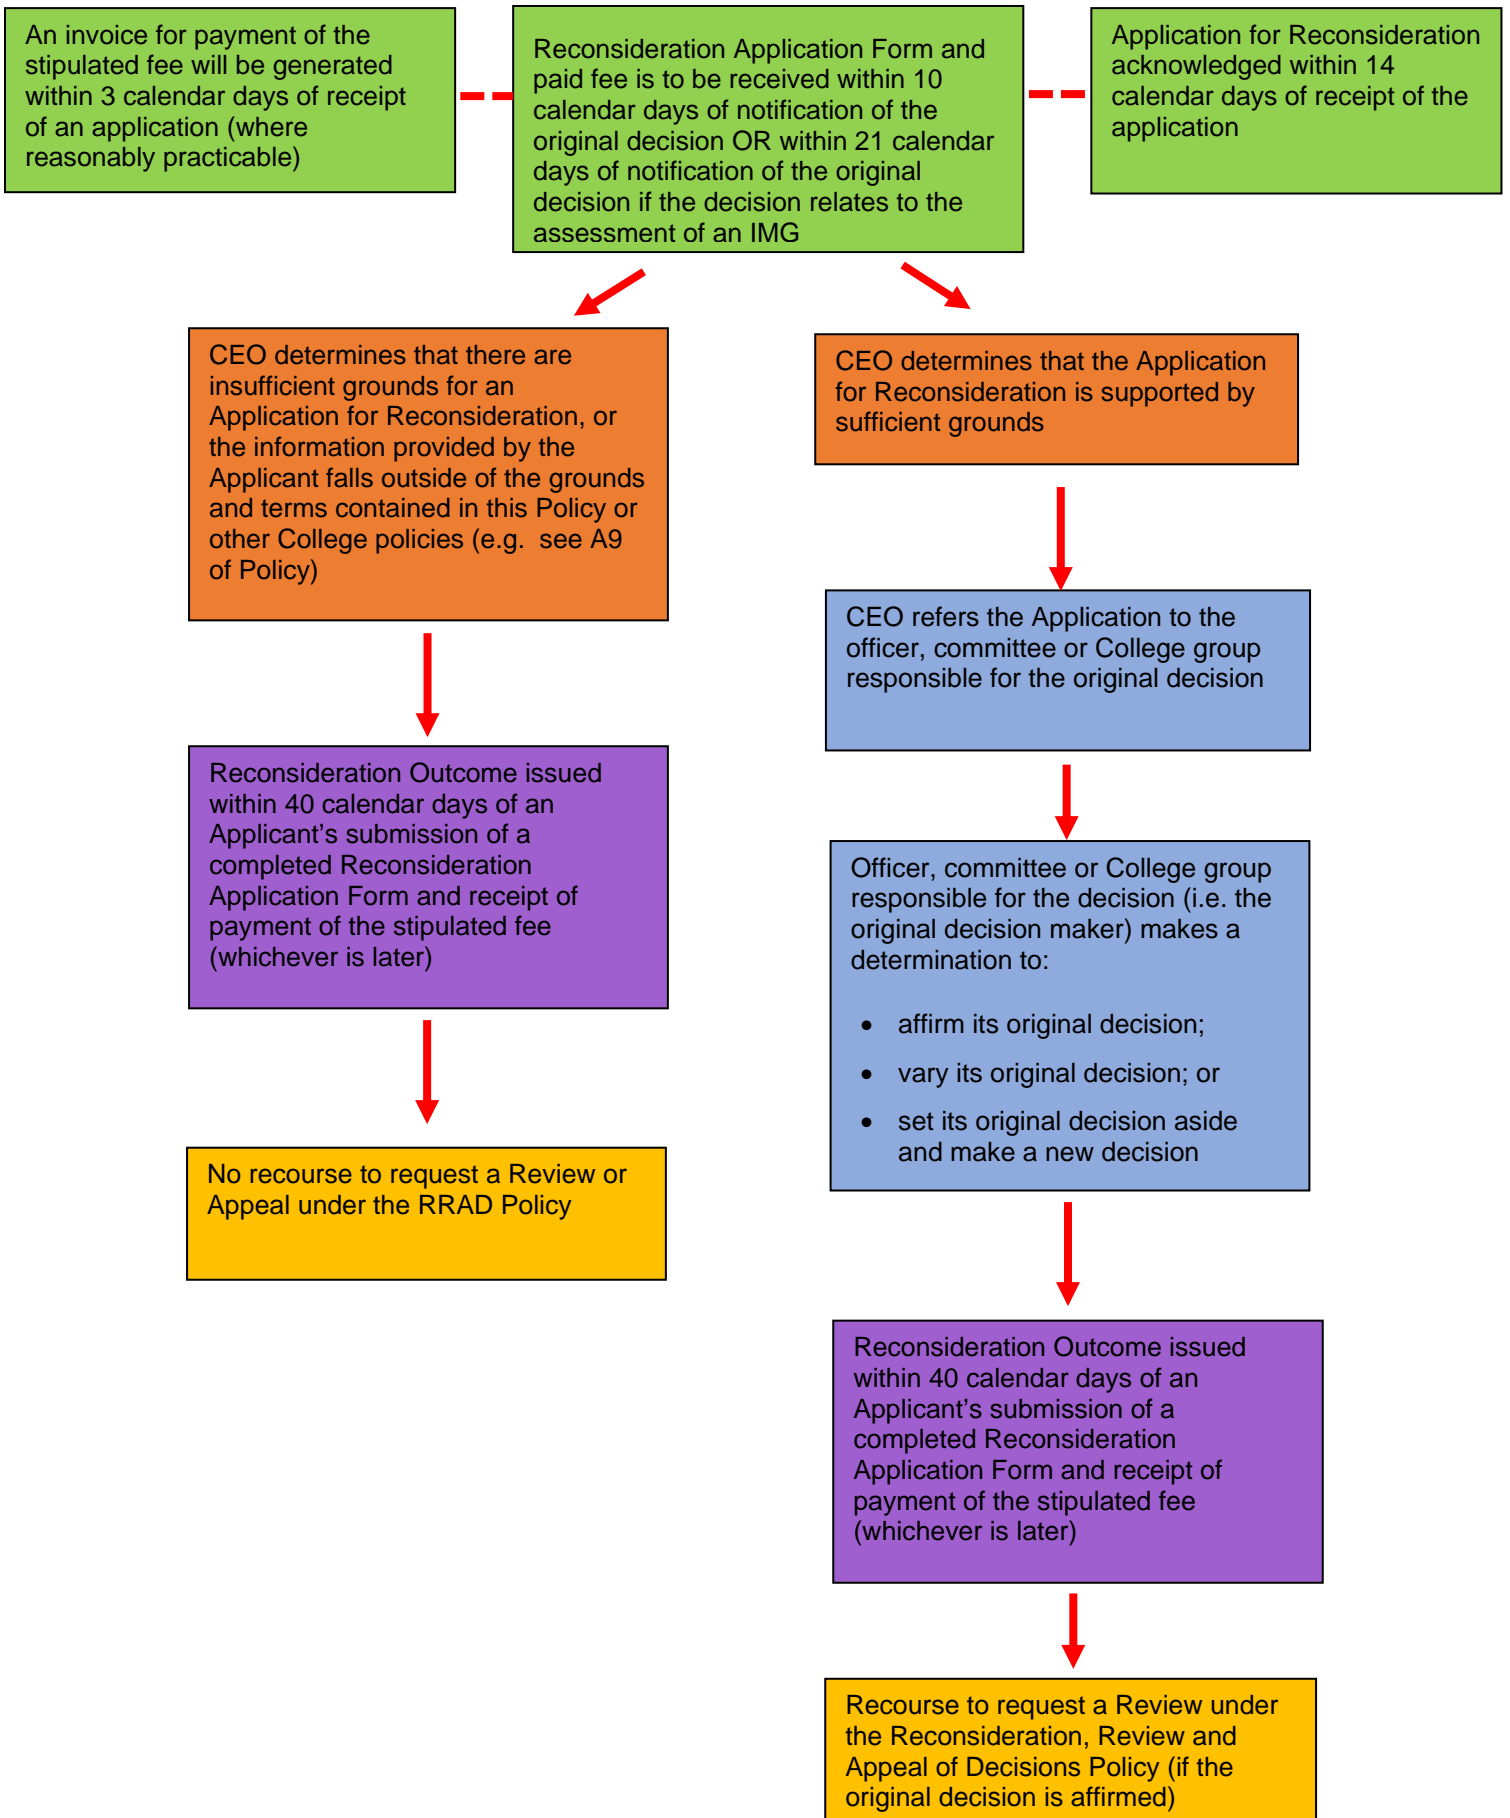 An invoice for payment of the
stipulated fee will be generated
within 3 calendar days of receipt
of an application (where
reasonably practicable)
Reconsideration Application Form and
paid fee is to be received within 10
calendar days of notification of the
original decision OR within 21 calendar
days of notification of the original
decision if the decision relates to the
assessment of an IMG
Application for Reconsideration
acknowledged within 14
calendar days of receipt of the
application
CEO determines that there are
insufficient grounds for an
Application for Reconsideration, or
the information provided by the
Applicant falls outside of the grounds
and terms contained in this Policy or
other College policies (e.g.  see A9
of Policy)
CEO determines that the Application
for Reconsideration is supported by
sufficient grounds
CEO refers the Application to the
officer, committee or College group
responsible for the original decision
Reconsideration Outcome issued
within 40 calendar days of an
Applicant’s submission of a
completed Reconsideration
Application Form and receipt of
payment of the stipulated fee
(whichever is later)
Officer, committee or College group
responsible for the decision (i.e. the
original decision maker) makes a
determination to:
• affirm its original decision;
• vary its original decision; or
• set its original decision aside
and make a new decision
No recourse to request a Review or
Appeal under the RRAD Policy
Reconsideration Outcome issued
within 40 calendar days of an
Applicant’s submission of a
completed Reconsideration
Application Form and receipt of
payment of the stipulated fee
(whichever is later)
Recourse to request a Review under
the Reconsideration, Review and
Appeal of Decisions Policy (if the
original decision is affirmed)